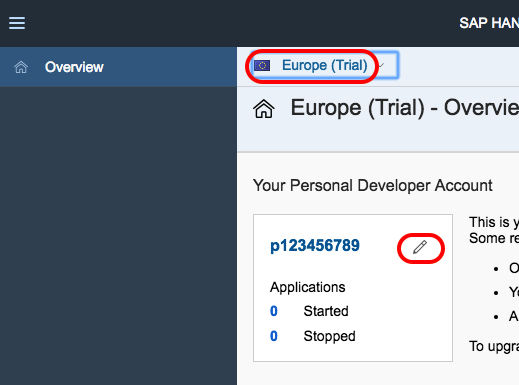 SAP HAN
Overview
Europe (Trial)
Europe (Trial) - Overvie
Your Personal Developer Account
p123456789
Applications
0 Started
0 Stopped
This is y
Some re
O
Yo
A
To upgra